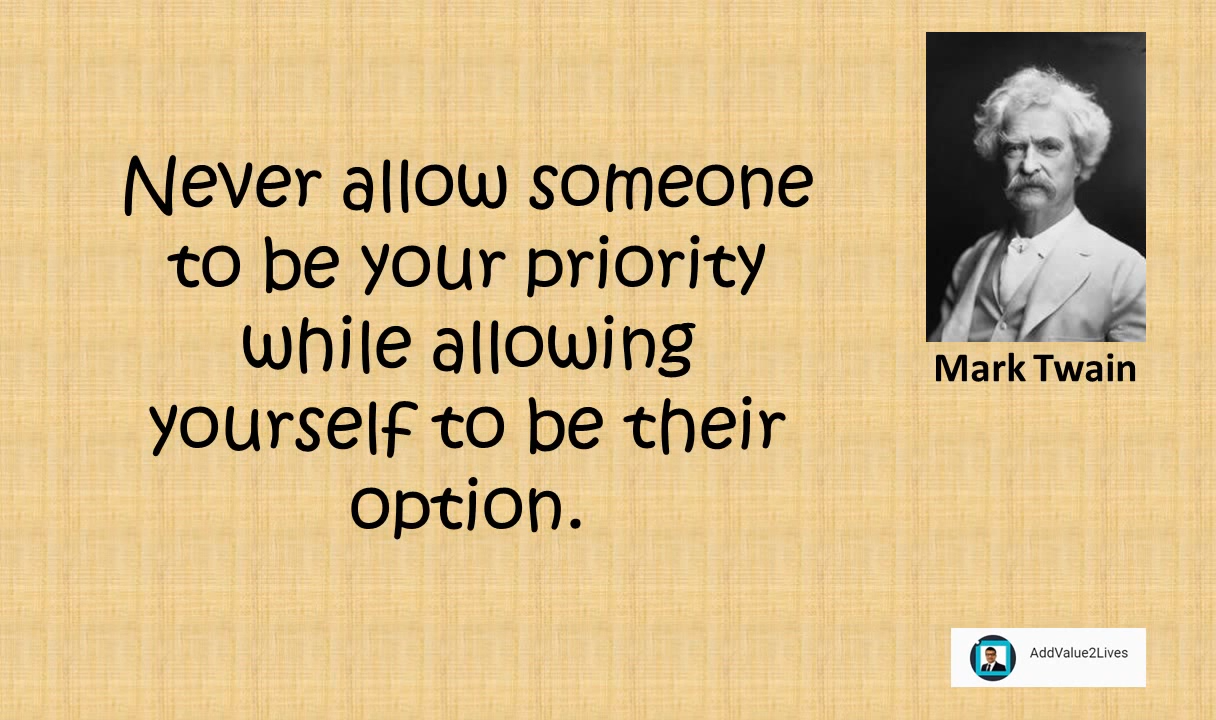 Never allow someone
to be your priority
while allowing
yourself to be their
option.
Mark Twain
AddValue2Lives